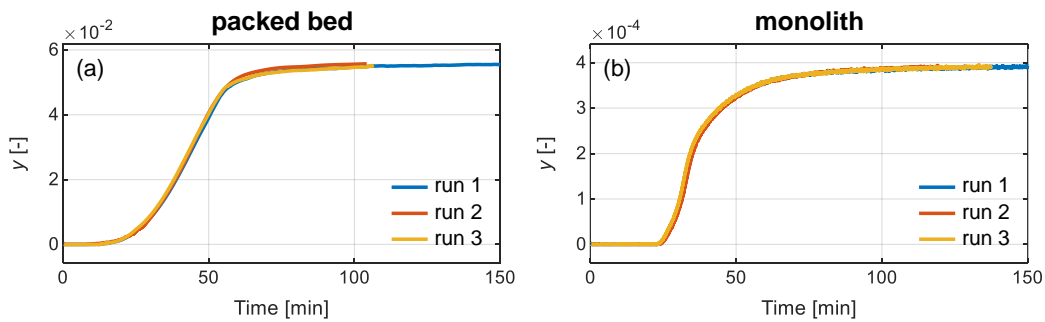 packed bed
×10⁻²
(a)
6
4
2
0
y [-]
0
50
100
150
Time [min]
run 1
run 2
run 3
monolith
×10⁻⁴
(b)
4
3
2
1
0
y [-]
0
50
100
150
Time [min]
run 1
run 2
run 3